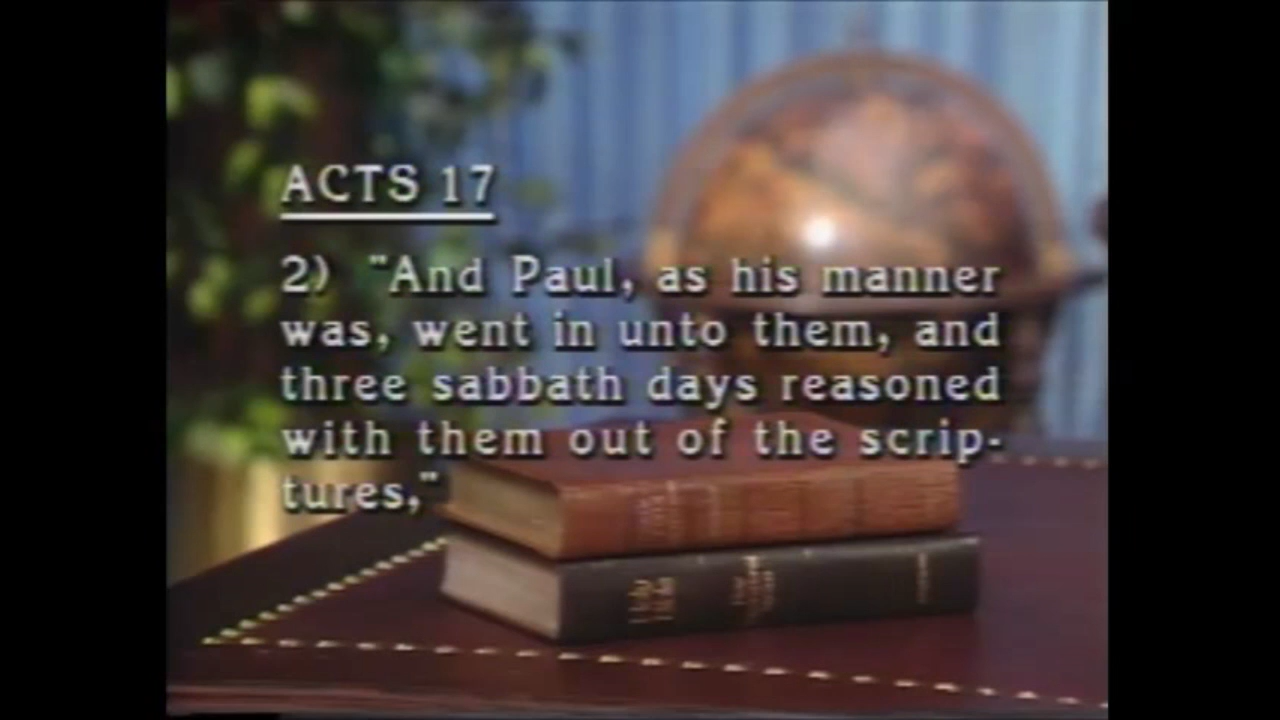 ACTS 17
2) "And Paul, as his manner
was, went in unto them, and
three sabbath days reasoned
with them out of the scrip-
tures,"